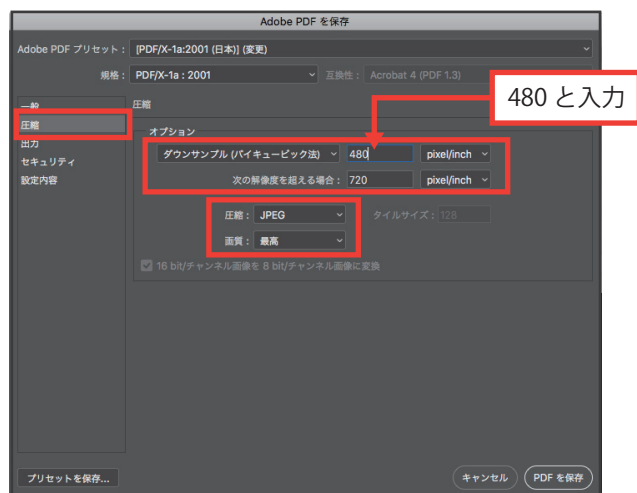 Adobe PDF を保存
Adobe PDF プリセット： [PDF/X-1a:2001 (日本)] (変更)
規格： PDF/X-1a : 2001 互換性： Acrobat 4 (PDF 1.3)
480 と入力
一般
圧縮
出力
セキュリティ
設定内容
圧縮
オプション
ダウンサンプル (バイキュービック法) 480 pixel/inch
次の解像度を超える場合： 720 pixel/inch
圧縮： JPEG タイルサイズ： 128
画質： 最高
16 bit/チャンネル画像を 8 bit/チャンネル画像に変換
プリセットを保存... キャンセル PDF を保存